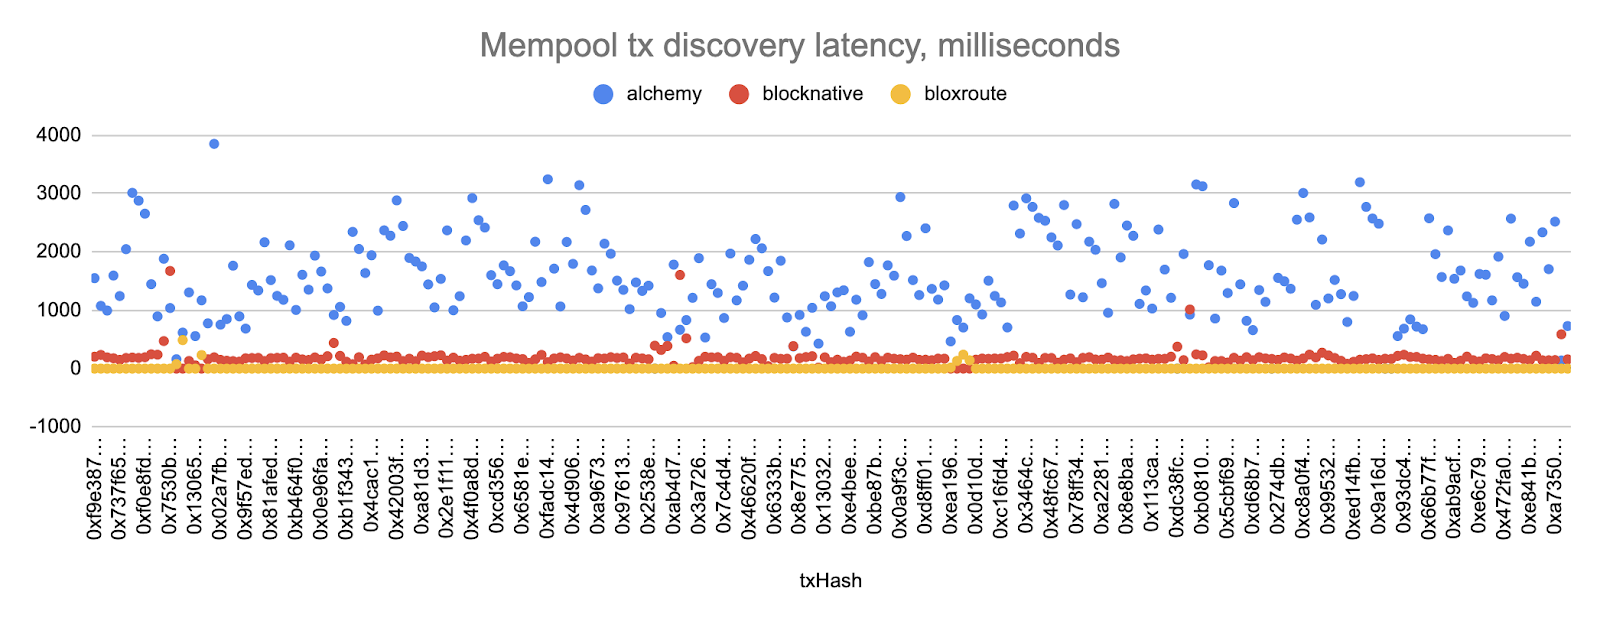 Mempool tx discovery latency, milliseconds
alchemy blocknative bloxroute
4000
3000
2000
1000
0
-1000
0xf9e387…
0x737f65…
0xf0e8fd…
0x7530b…
0x13065…
0x02a7fb…
0x9f57ed…
0x81afed…
0xb464f0…
0x0e96fa…
0xb1f343…
0x4cac1…
0x42003f…
0xa81d3…
0x2e1f11…
0x4f0a8d…
0xcd356…
0x6581e…
0xfadc14…
0x4d906…
0xa9673…
0x97613…
0x2538e…
0xab4d7…
0x3a726…
0x7c4d4…
0x46620f…
0x6333b…
0x8e775…
0x13032…
0xe4bee…
0xbe87b…
0x0a9f3c…
0xd8ff01…
0xea196…
0x0d10d…
0xc16fd4…
0x3464c…
0x48fc67…
0x78ff34…
0xa2281…
0x8e8ba…
0x113ca…
0xdc38fc…
0xb0810…
0x5cbf69…
0xd68b7…
0x274db…
0xc8a0f4…
0x99532…
0xed14fb…
0x9a16d…
0x93dc4…
0x66b77f…
0xab9acf…
0xe6c79…
0x472fa0…
0xe841b…
0xa7350…
txHash